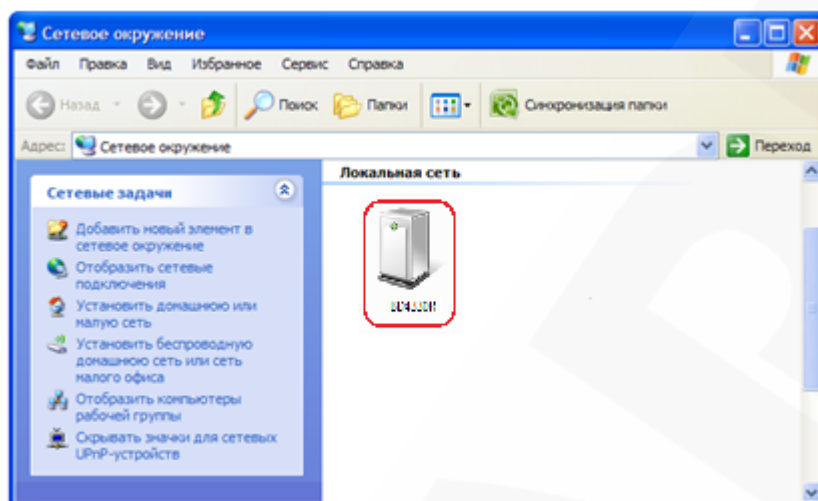 Сетевое окружение
Файл Правка Вид Избранное Сервис Справка
Назад Поиск Папки Синхронизация папки
Адрес: Сетевое окружение Переход
Сетевые задачи
Добавить новый элемент в
сетевое окружение
Отобразить сетевые
подключения
Установить домашнюю или
малую сеть
Установить беспроводную
домашнюю сеть или сеть
малого офиса
Отобразить компьютеры
рабочей группы
Скрывать значки для сетевых
UPnP-устройств
Локальная сеть